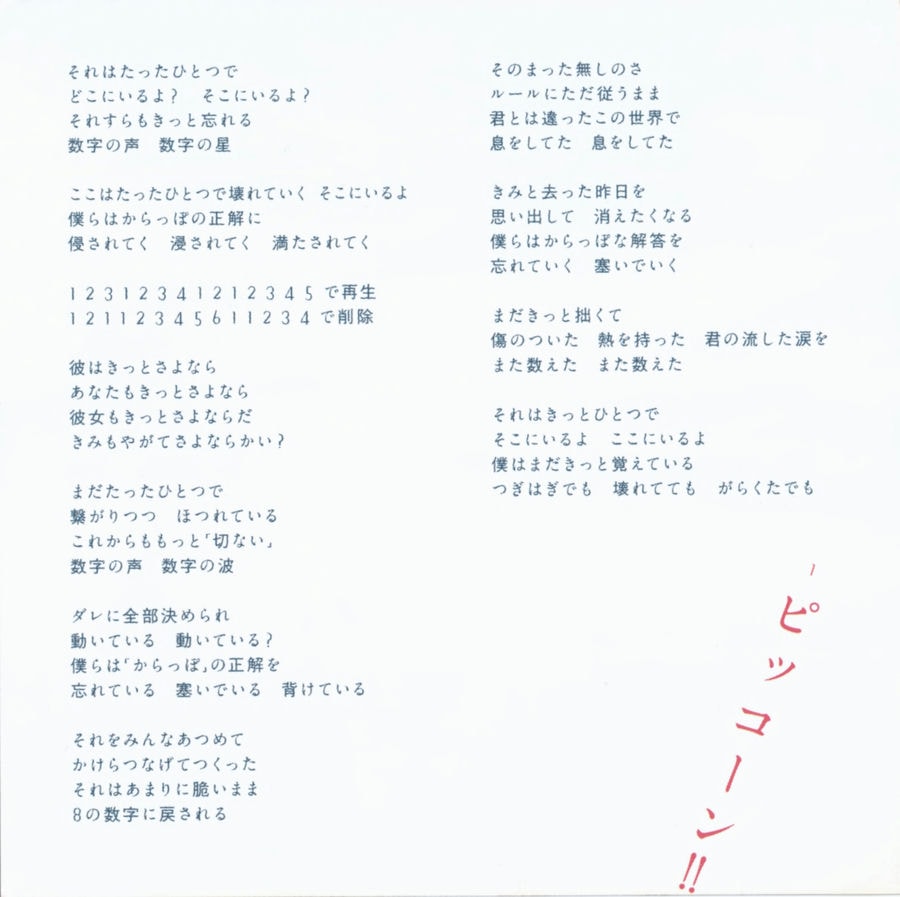 それはたったひとつで
どこにいるよ？　そこにいるよ？
それすらもきっと忘れる
数字の声　数字の星
ここはたったひとつで壊れていく そこにいるよ
僕らはからっぽの正解に
侵されてく　浸されてく　満たされてく
1 2 3 1 2 3 4 1 2 1 2 3 4 5 で再生
1 2 1 1 2 3 4 5 6 1 1 2 3 4 で削除
彼はきっとさよなら
あなたもきっとさよなら
彼女もきっとさよならだ
きみもやがてさよならかい？
まだたったひとつで
繋がりつつ　ほつれている
これからももっと「切ない」
数字の声　数字の波
ダレに全部決められ
動いている　動いている？
僕らは「からっぽ」の正解を
忘れている　塞いでいる　背けている
それをみんなあつめて
かけらつなげてつくった
それはあまりに脆いまま
8の数字に戻される
そのまった無しのさ
ルールにただ従うまま
君とは違ったこの世界で
息をしてた　息をしてた
きみと去った昨日を
思い出して　消えたくなる
僕らはからっぽな解答を
忘れていく　塞いでいく
まだきっと拙くて
傷のついた　熱を持った　君の流した涙を
また数えた　また数えた
それはきっとひとつで
そこにいるよ　ここにいるよ
僕はまだきっと覚えている
つぎはぎでも　壊れてても　がらくたでも
ピッコーン!!